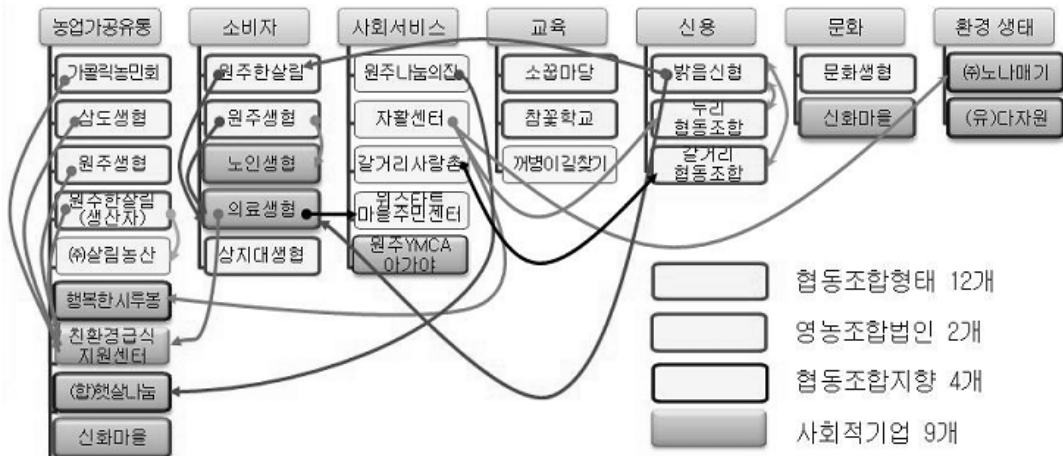 농업가공유통
가톨릭농민회
삼도생협
원주생협
원주한살림
(생산자)
㈜살림농산
행복한시루봉
친환경급식
지원센터
(합)햇살나눔
신화마을
소비자
원주한살림
원주생협
노인생협
의료생협
상지대생협
사회서비스
원주나눔의집
자활센터
갈거리사랑촌
위스타트
마을주민센터
원주YMCA
아가야
교육
소꿉마당
참꽃학교
꺼병이길찾기
신용
밝음신협
누리
협동조합
갈거리
협동조합
문화
문화생협
신화마을
환경 생태
㈜노나매기
(유)다자원
협동조합형태 12개
영농조합법인 2개
협동조합지향 4개
사회적기업 9개